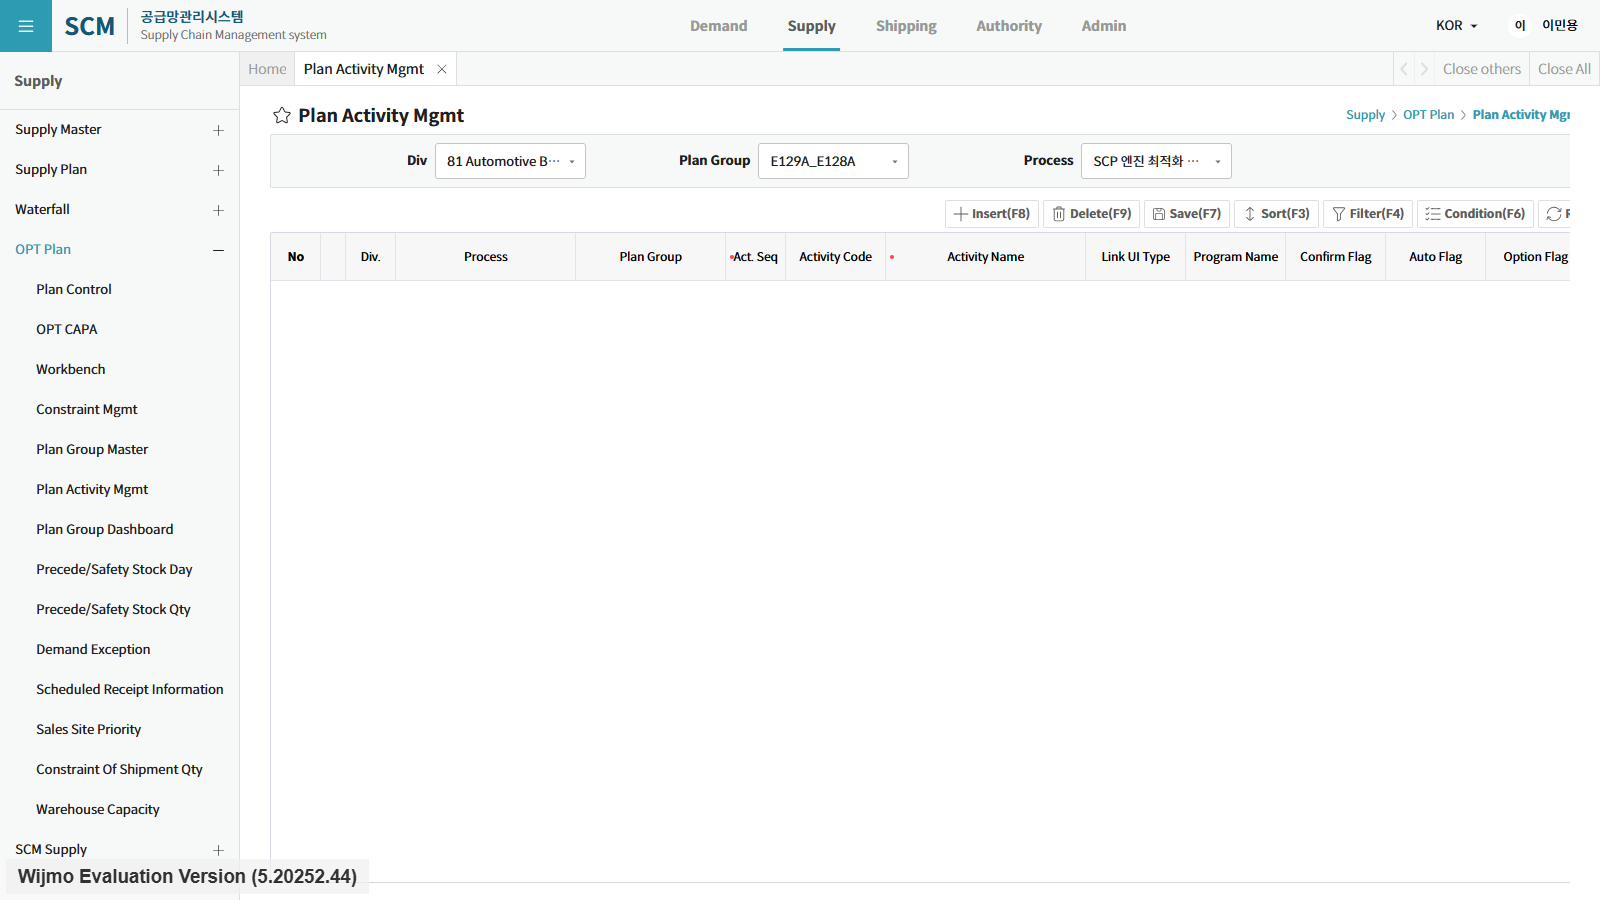 SCM
공급망관리시스템
Supply Chain Management system
Demand
Supply
Shipping
Authority
Admin
KOR
이
이민용
Supply
Home
Plan Activity Mgmt
Close others
Close All
Supply Master
Supply Plan
Waterfall
OPT Plan
Plan Control
OPT CAPA
Workbench
Constraint Mgmt
Plan Group Master
Plan Activity Mgmt
Plan Group Dashboard
Precede/Safety Stock Day
Precede/Safety Stock Qty
Demand Exception
Scheduled Receipt Information
Sales Site Priority
Constraint Of Shipment Qty
Warehouse Capacity
SCM Supply
Plan Activity Mgmt
Supply > OPT Plan > Plan Activity Mgm
Div
81 Automotive B···
Plan Group
E129A_E128A
Process
SCP 엔진 최적화 ···
Insert(F8)
Delete(F9)
Save(F7)
Sort(F3)
Filter(F4)
Condition(F6)
No
Div.
Process
Plan Group
Act. Seq
Activity Code
Activity Name
Link UI Type
Program Name
Confirm Flag
Auto Flag
Option Flag
Wijmo Evaluation Version (5.20252.44)